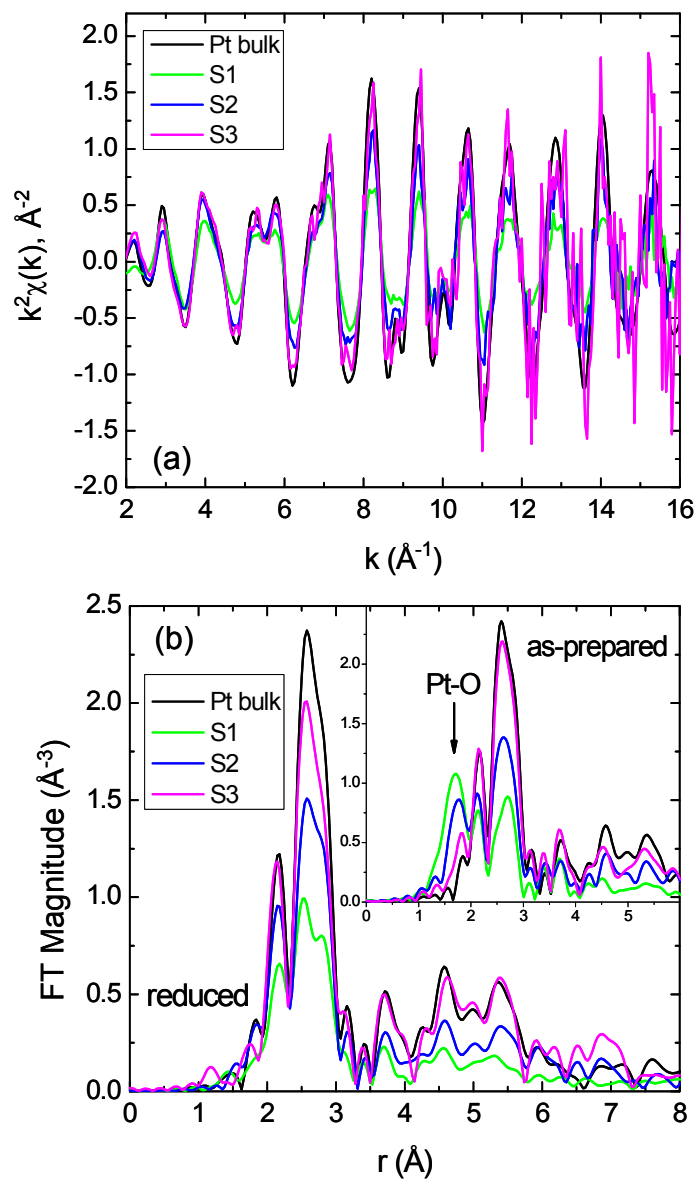 2.0
1.5
1.0
0.5
0.0
-0.5
-1.0
-1.5
-2.0
k²χ(k), Å⁻²
Pt bulk
S1
S2
S3
(a)
2 4 6 8 10 12 14 16
k (Å⁻¹)
2.5
2.0
1.5
1.0
0.5
0.0
FT Magnitude (Å⁻³)
(b)
Pt bulk
S1
S2
S3
reduced
as-prepared
Pt-O
2.0
1.5
1.0
0.5
0.0
0 1 2 3 4 5
0 1 2 3 4 5 6 7 8
r (Å)